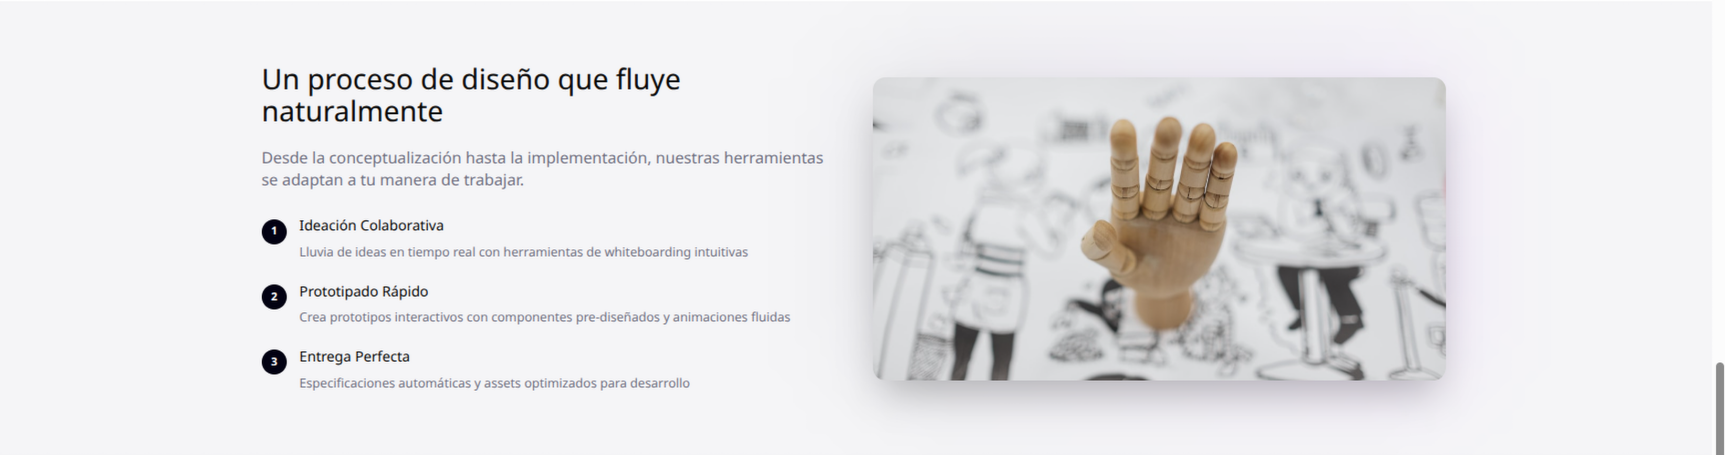 Un proceso de diseño que fluye
naturalmente
Desde la conceptualización hasta la implementación, nuestras herramientas
se adaptan a tu manera de trabajar.
1 Ideación Colaborativa
Lluvia de ideas en tiempo real con herramientas de whiteboarding intuitivas
2 Prototipado Rápido
Crea prototipos interactivos con componentes pre-diseñados y animaciones fluidas
3 Entrega Perfecta
Especificaciones automáticas y assets optimizados para desarrollo